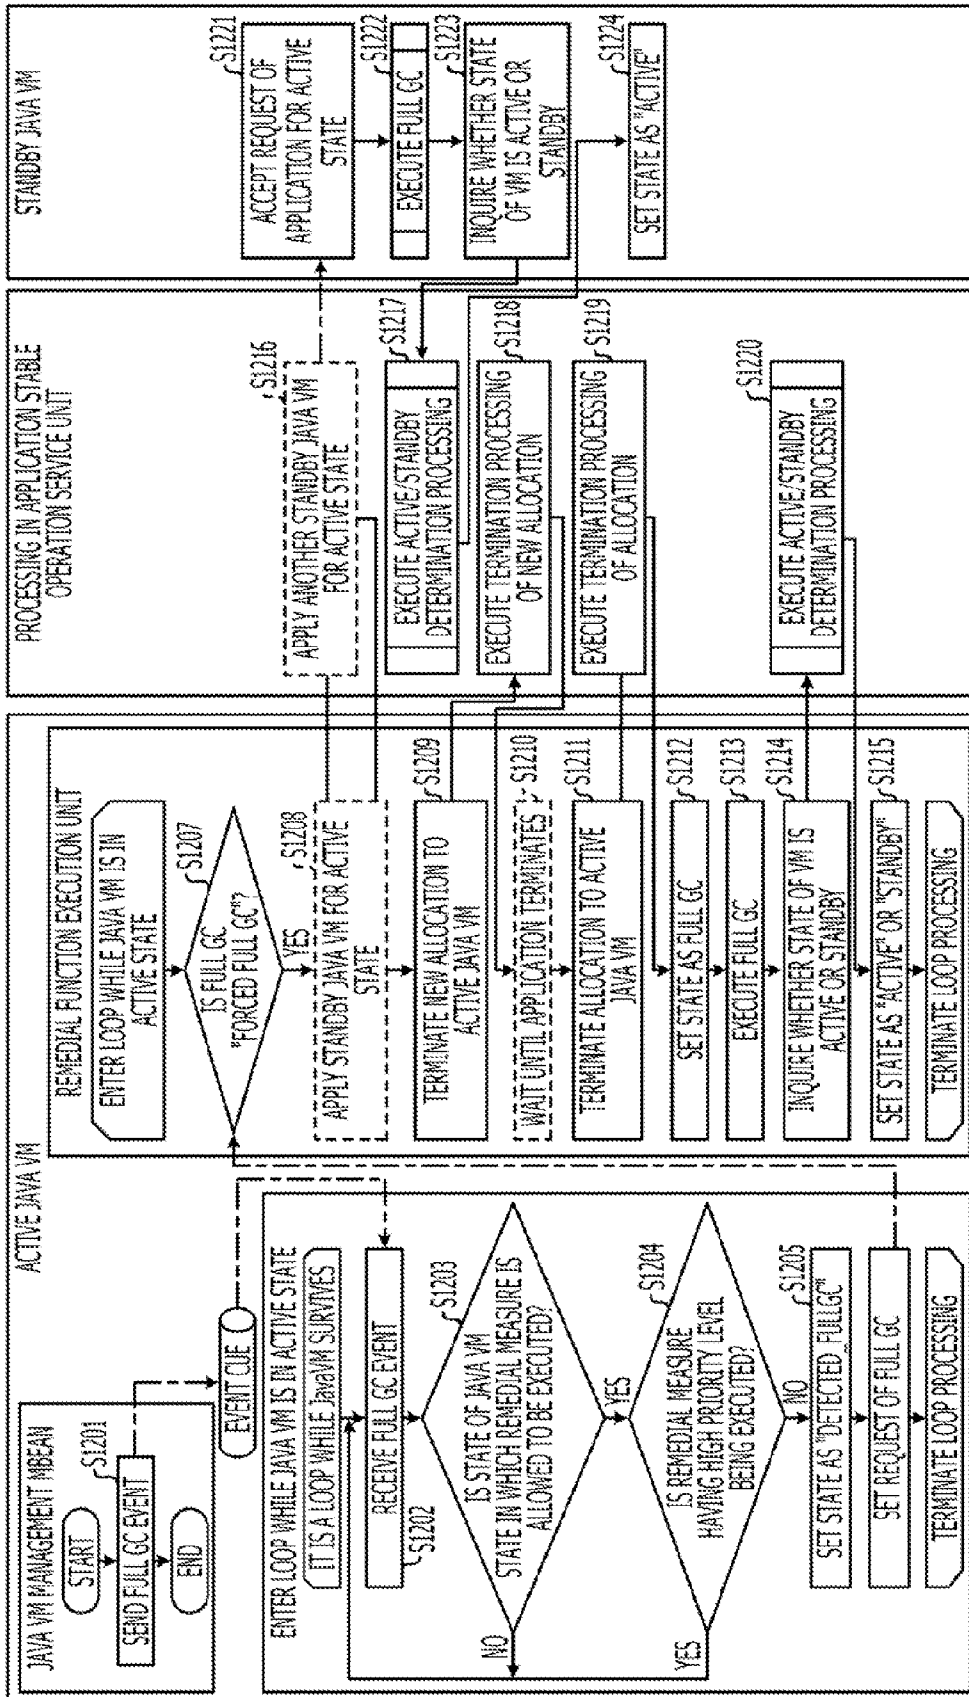 ACTIVE JAVA VM
JAVA VM MANAGEMENT MBEAN
START
S1201
SEND FULL GC EVENT
END
EVENT CUE
ENTER LOOP WHILE JAVA VM IS IN ACTIVE STATE
IT IS A LOOP WHILE JavaVM SURVIVES
RECEIVE FULL GC EVENT
S1202
S1203
IS STATE OF JAVA VM
STATE IN WHICH REMEDIAL MEASURE IS
ALLOWED TO BE EXECUTED?
NO
YES
S1204
IS REMEDIAL MEASURE
HAVING HIGH PRIORITY LEVEL
BEING EXECUTED?
YES
NO
S1205
SET STATE AS "DETECTED_FULLGC"
SET REQUEST OF FULL GC
TERMINATE LOOP PROCESSING
REMEDIAL FUNCTION EXECUTION UNIT
ENTER LOOP WHILE JAVA VM IS IN
ACTIVE STATE
S1207
IS FULL GC
"FORCED FULL GC"?
YES
S1208
APPLY STANDBY JAVA VM FOR ACTIVE
STATE
S1209
TERMINATE NEW ALLOCATION TO
ACTIVE JAVA VM
S1210
WAIT UNTIL APPLICATION TERMINATES
S1211
TERMINATE ALLOCATION TO ACTIVE
JAVA VM
S1212
SET STATE AS FULL GC
S1213
EXECUTE FULL GC
S1214
INQUIRE WHETHER STATE OF VM IS
ACTIVE OR STANDBY
S1215
SET STATE AS "ACTIVE" OR "STANDBY"
TERMINATE LOOP PROCESSING
PROCESSING IN APPLICATION STABLE
OPERATION SERVICE UNIT
S1216
APPLY ANOTHER STANDBY JAVA VM
FOR ACTIVE STATE
S1217
EXECUTE ACTIVE/STANDBY
DETERMINATION PROCESSING
S1218
EXECUTE TERMINATION PROCESSING
OF NEW ALLOCATION
S1219
EXECUTE TERMINATION PROCESSING
OF ALLOCATION
S1220
EXECUTE ACTIVE/STANDBY
DETERMINATION PROCESSING
STANDBY JAVA VM
S1221
ACCEPT REQUEST OF
APPLICATION FOR ACTIVE
STATE
S1222
EXECUTE FULL GC
S1223
INQUIRE WHETHER STATE
OF VM IS ACTIVE OR
STANDBY
S1224
SET STATE AS "ACTIVE"